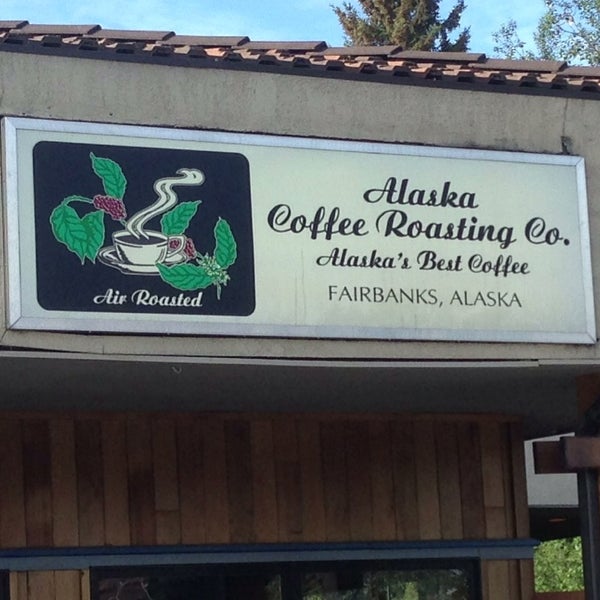 Alaska
Coffee Roasting Co.
Alaska's Best Coffee
FAIRBANKS, ALASKA
Air Roasted